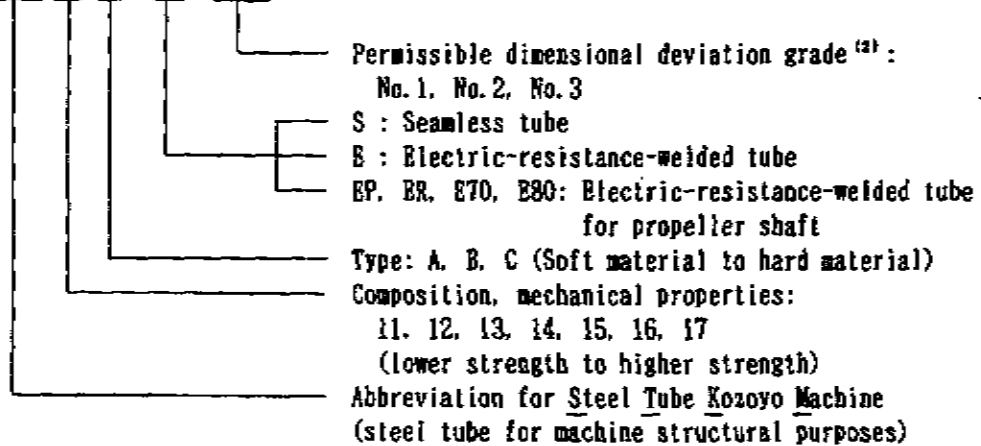 Permissible dimensional deviation grade (2) :
No. 1, No. 2, No. 3
S : Seamless tube
E : Electric-resistance-welded tube
EP, ER, E70, E80: Electric-resistance-welded tube
for propeller shaft
Type: A, B, C (Soft material to hard material)
Composition, mechanical properties:
11, 12, 13, 14, 15, 16, 17
(lower strength to higher strength)
Abbreviation for Steel Tube Kozoyo Machine
(steel tube for machine structural purposes)